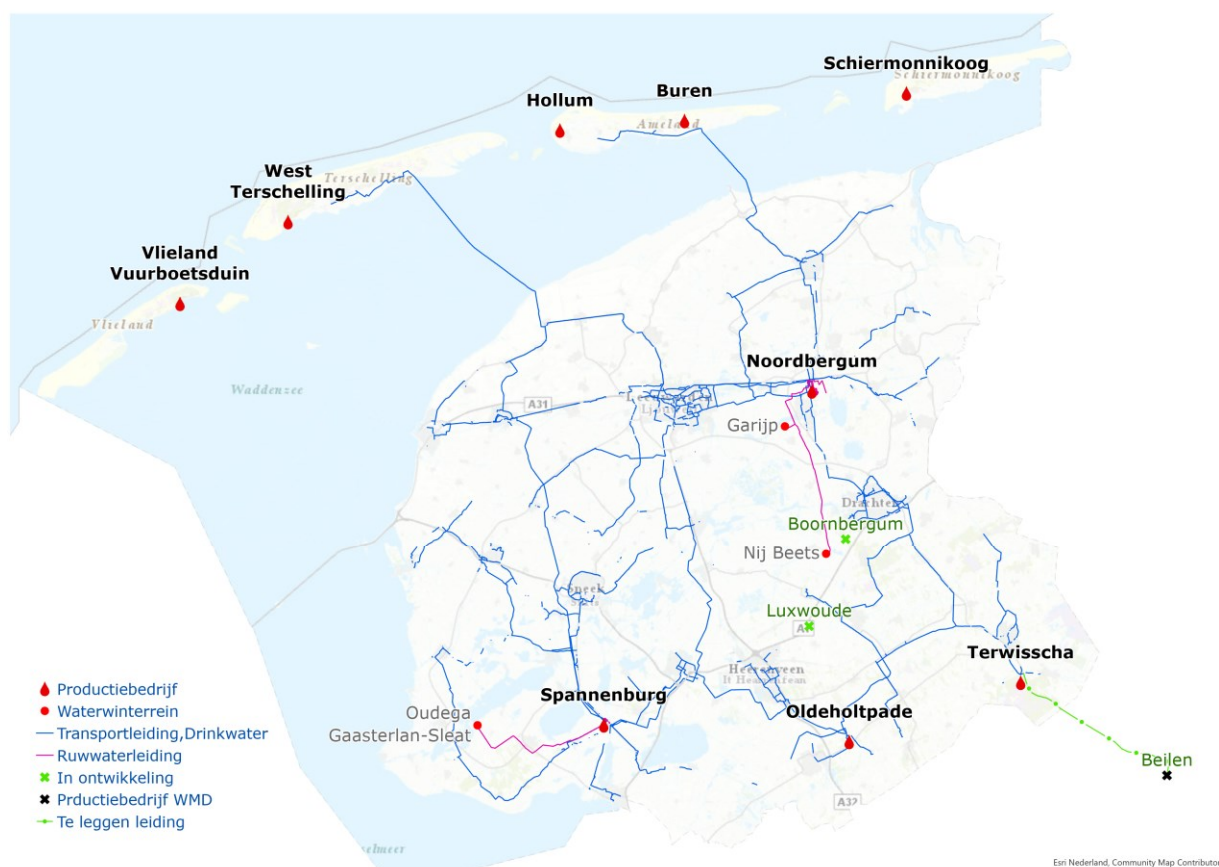 Schiermonnikoog
Schiermonnikoog
Buren
Hollum
Ameland
West
Terschelling
Terschelling
Vlieland
Vuurboetsduin
Vlieland
Waddenzee
Noordbergum
A31
Leeuwarden
Garijp
Drachten
Boornbergum
Nij Beets
Sneek
Luxwoude
Terwisscha
Heerenveen
It Hearrenfean
Spannenburg
Oldeholtpade
Oudega
Gaasterlan-Sleat
Beilen
A32
Productiebedrijf
Waterwinterrein
Transportleiding,Drinkwater
Ruwwaterleiding
In ontwikkeling
Prductiebedrijf WMD
Te leggen leiding
Esri Nederland, Community Map Contributor